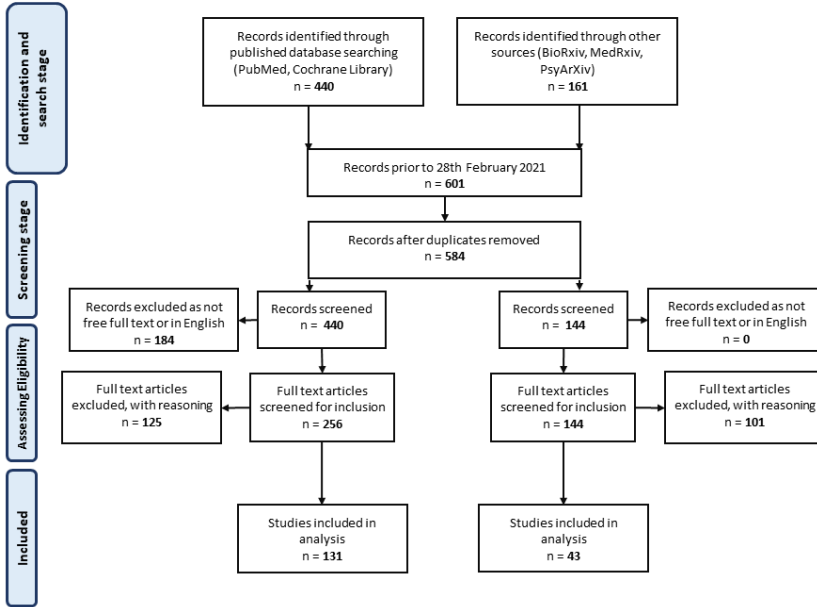 Identification and
search stage
Records identified through
published database searching
(PubMed, Cochrane Library)
n = 440
Records identified through other
sources (BioRxiv, MedRxiv,
PsyArXiv)
n = 161
Records prior to 28th February 2021
n = 601
Screening stage
Records after duplicates removed
n = 584
Records excluded as not
free full text or in English
n = 184
Records screened
n = 440
Records screened
n = 144
Records excluded as not
free full text or in English
n = 0
Assessing Eligibility
Full text articles
excluded, with reasoning
n = 125
Full text articles
screened for inclusion
n = 256
Full text articles
screened for inclusion
n = 144
Full text articles
excluded, with reasoning
n = 101
Included
Studies included in
analysis
n = 131
Studies included in
analysis
n = 43